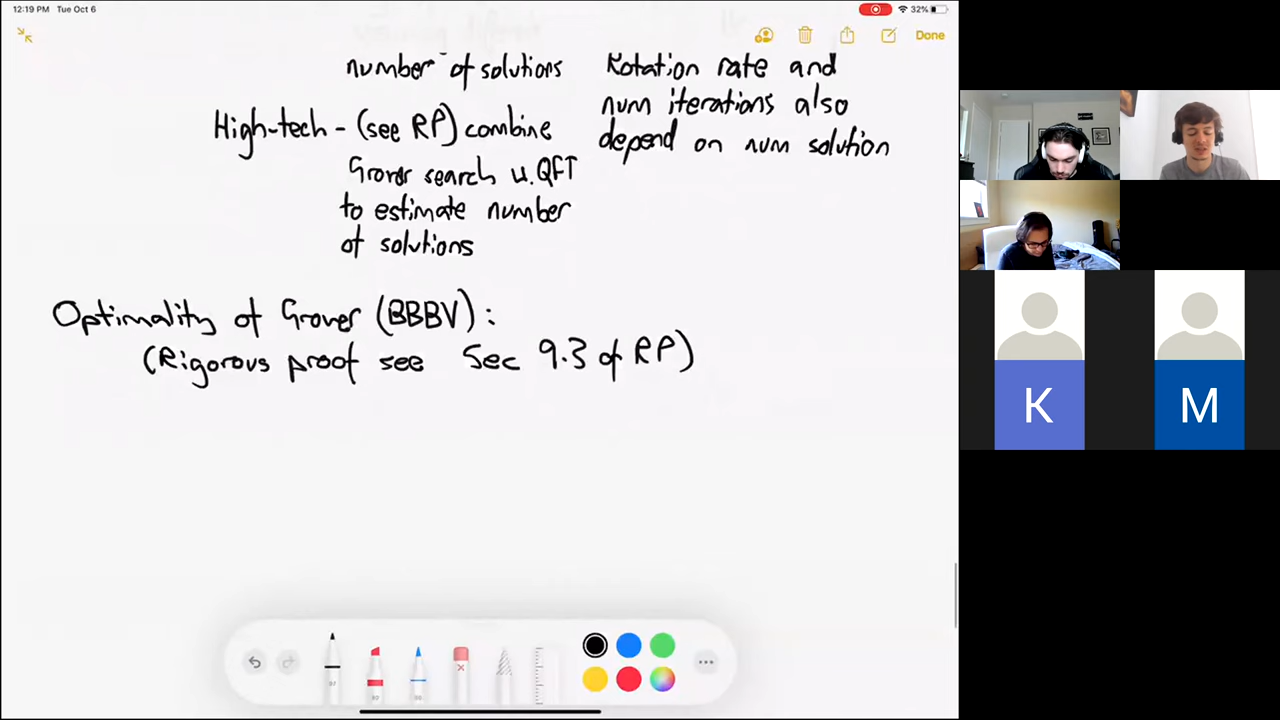 12:19 PM Tue Oct 6
32%
Done
number of solutions
High-tech - (see RP) combine
Grover search w. QFT
to estimate number
of solutions
Rotation rate and
num iterations also
depend on num solution
Optimality of Grover (BBBV):
(Rigorous proof see Sec 9.3 of RP)
K
M